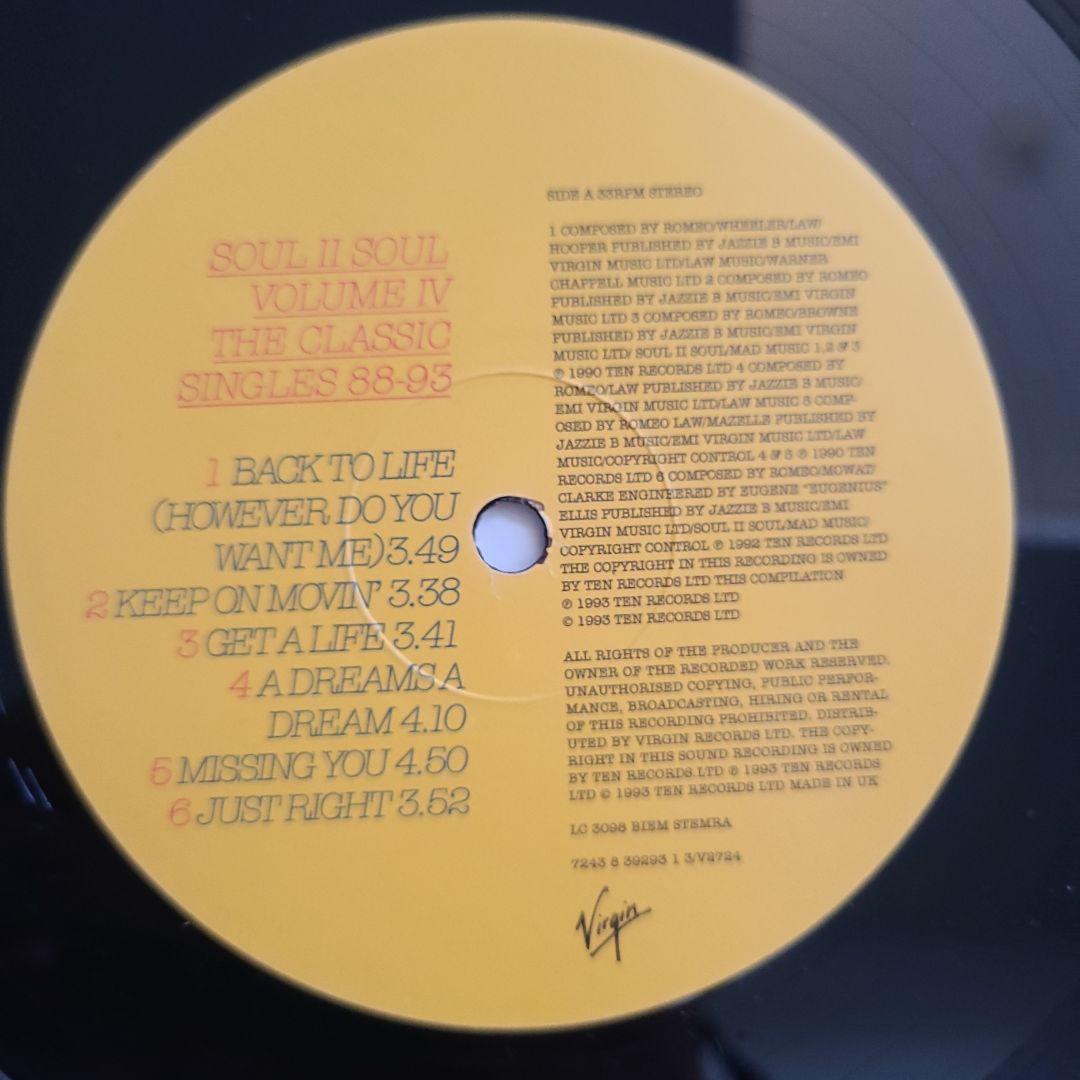 SOUL II SOUL
VOLUME IV
THE CLASSIC
SINGLES 88-93
1 BACK TO LIFE
(HOWEVER DO YOU
WANT ME) 3.49
2 KEEP ON MOVIN' 3.38
3 GET A LIFE 3.41
4 A DREAMS A
DREAM 4.10
5 MISSING YOU 4.50
6 JUST RIGHT 3.52
SIDE A 33RPM STEREO
1 COMPOSED BY ROMEO/WHEELER/LAW/
HOOPER PUBLISHED BY JAZZIE B MUSIC/EMI
VIRGIN MUSIC LTD/LAW MUSIC/WARNER
CHAPPELL MUSIC LTD 2 COMPOSED BY ROMEO
PUBLISHED BY JAZZIE B MUSIC/EMI VIRGIN
MUSIC LTD 3 COMPOSED BY ROMEO/BROWNE
PUBLISHED BY JAZZIE B MUSIC/EMI VIRGIN
MUSIC LTD/ SOUL II SOUL/MAD MUSIC 1,2 & 3
℗ 1990 TEN RECORDS LTD 4 COMPOSED BY
ROMEO/LAW PUBLISHED BY JAZZIE B MUSIC/
EMI VIRGIN MUSIC LTD/LAW MUSIC 5 COMP-
OSED BY ROMEO LAW/MAZELLE PUBLISHED BY
JAZZIE B MUSIC/EMI VIRGIN MUSIC LTD/LAW
MUSIC/COPYRIGHT CONTROL 4 & 5 ℗ 1990 TEN
RECORDS LTD 6 COMPOSED BY ROMEO/MOWAT/
CLARKE ENGINEERED BY EUGENE "EUGENIUS"
ELLIS PUBLISHED BY JAZZIE B MUSIC/EMI
VIRGIN MUSIC LTD/SOUL II SOUL/MAD MUSIC/
COPYRIGHT CONTROL ℗ 1992 TEN RECORDS LTD
THE COPYRIGHT IN THIS RECORDING IS OWNED
BY TEN RECORDS LTD THIS COMPILATION
℗ 1993 TEN RECORDS LTD
© 1993 TEN RECORDS LTD
ALL RIGHTS OF THE PRODUCER AND THE
OWNER OF THE RECORDED WORK RESERVED.
UNAUTHORISED COPYING, PUBLIC PERFOR-
MANCE, BROADCASTING, HIRING OR RENTAL
OF THIS RECORDING PROHIBITED. DISTRIB-
UTED BY VIRGIN RECORDS LTD. THE COPY-
RIGHT IN THIS SOUND RECORDING IS OWNED
BY TEN RECORDS LTD ℗ 1993 TEN RECORDS
LTD © 1993 TEN RECORDS LTD MADE IN UK
LC 3098 BIEM STEMRA
7243 8 39293 1 3/V2724
Virgin